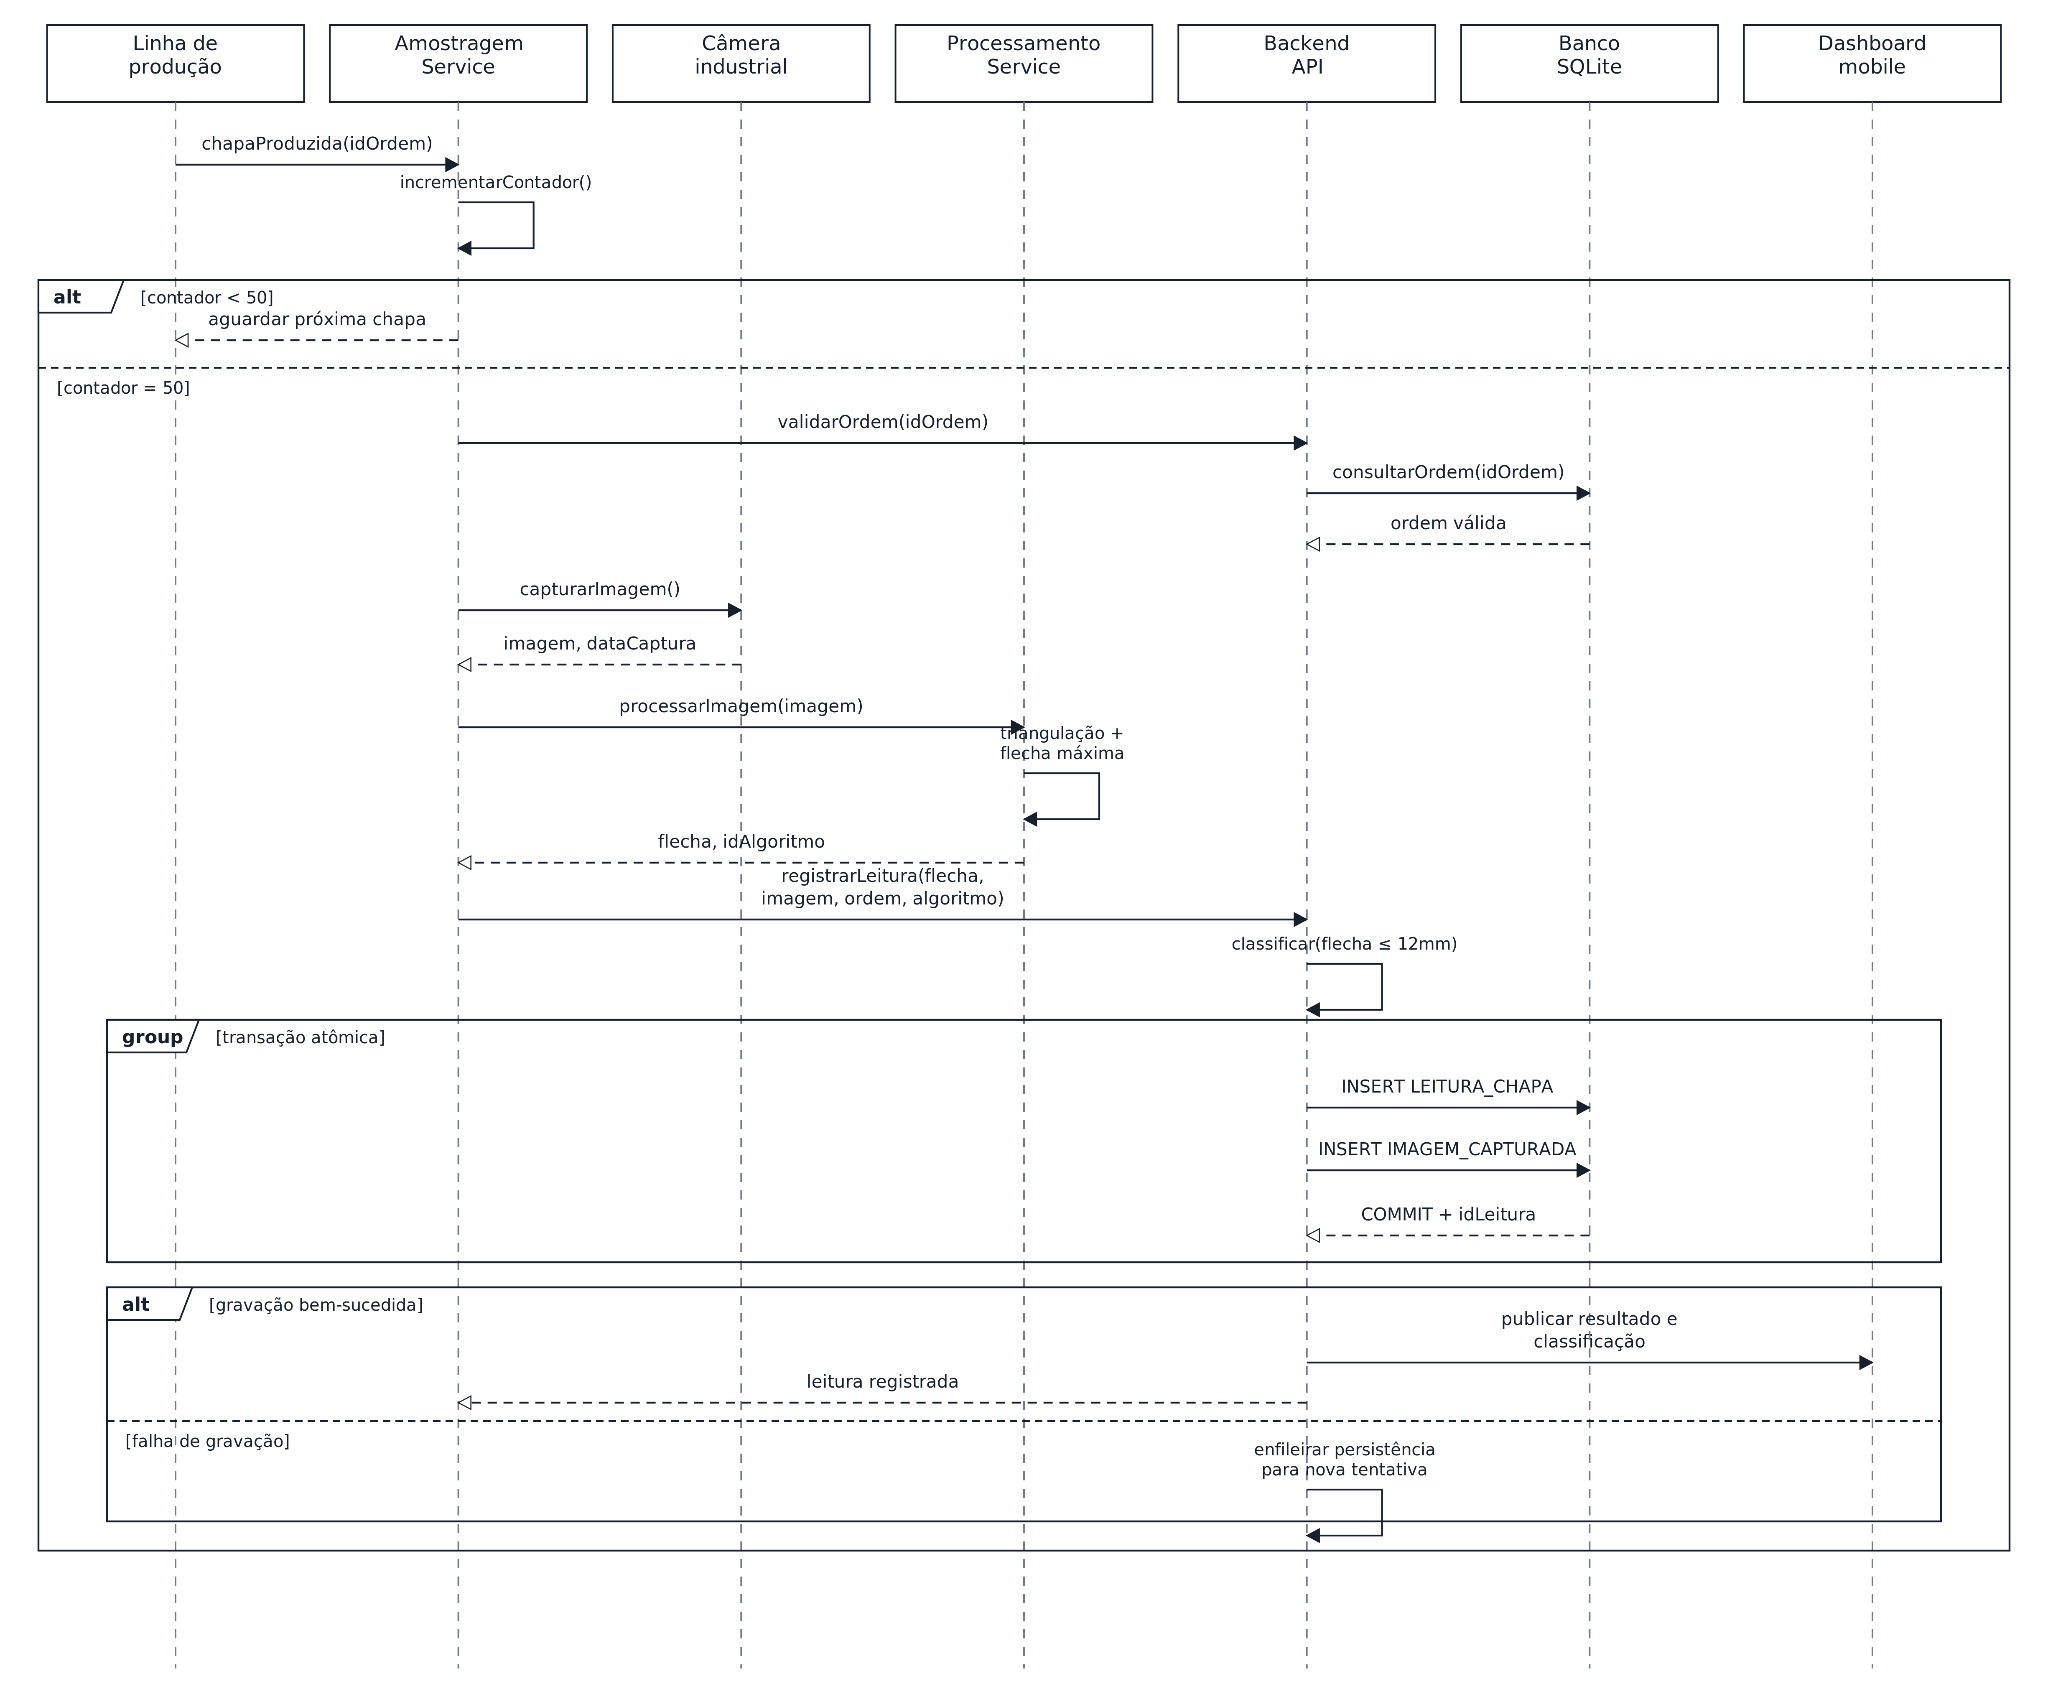 Linha de
produção
Amostragem
Service
Câmera
industrial
Processamento
Service
Backend
API
Banco
SQLite
Dashboard
mobile
chapaProduzida(idOrdem)
incrementarContador()
alt
[contador < 50]
aguardar próxima chapa
[contador = 50]
validarOrdem(idOrdem)
consultarOrdem(idOrdem)
ordem válida
capturarImagem()
imagem, dataCaptura
processarImagem(imagem)
triangulação +
flecha máxima
flecha, idAlgoritmo
registrarLeitura(flecha,
imagem, ordem, algoritmo)
classificar(flecha ≤ 12mm)
group
[transação atômica]
INSERT LEITURA_CHAPA
INSERT IMAGEM_CAPTURADA
COMMIT + idLeitura
alt
[gravação bem-sucedida]
publicar resultado e
classificação
leitura registrada
[falha de gravação]
enfileirar persistência
para nova tentativa